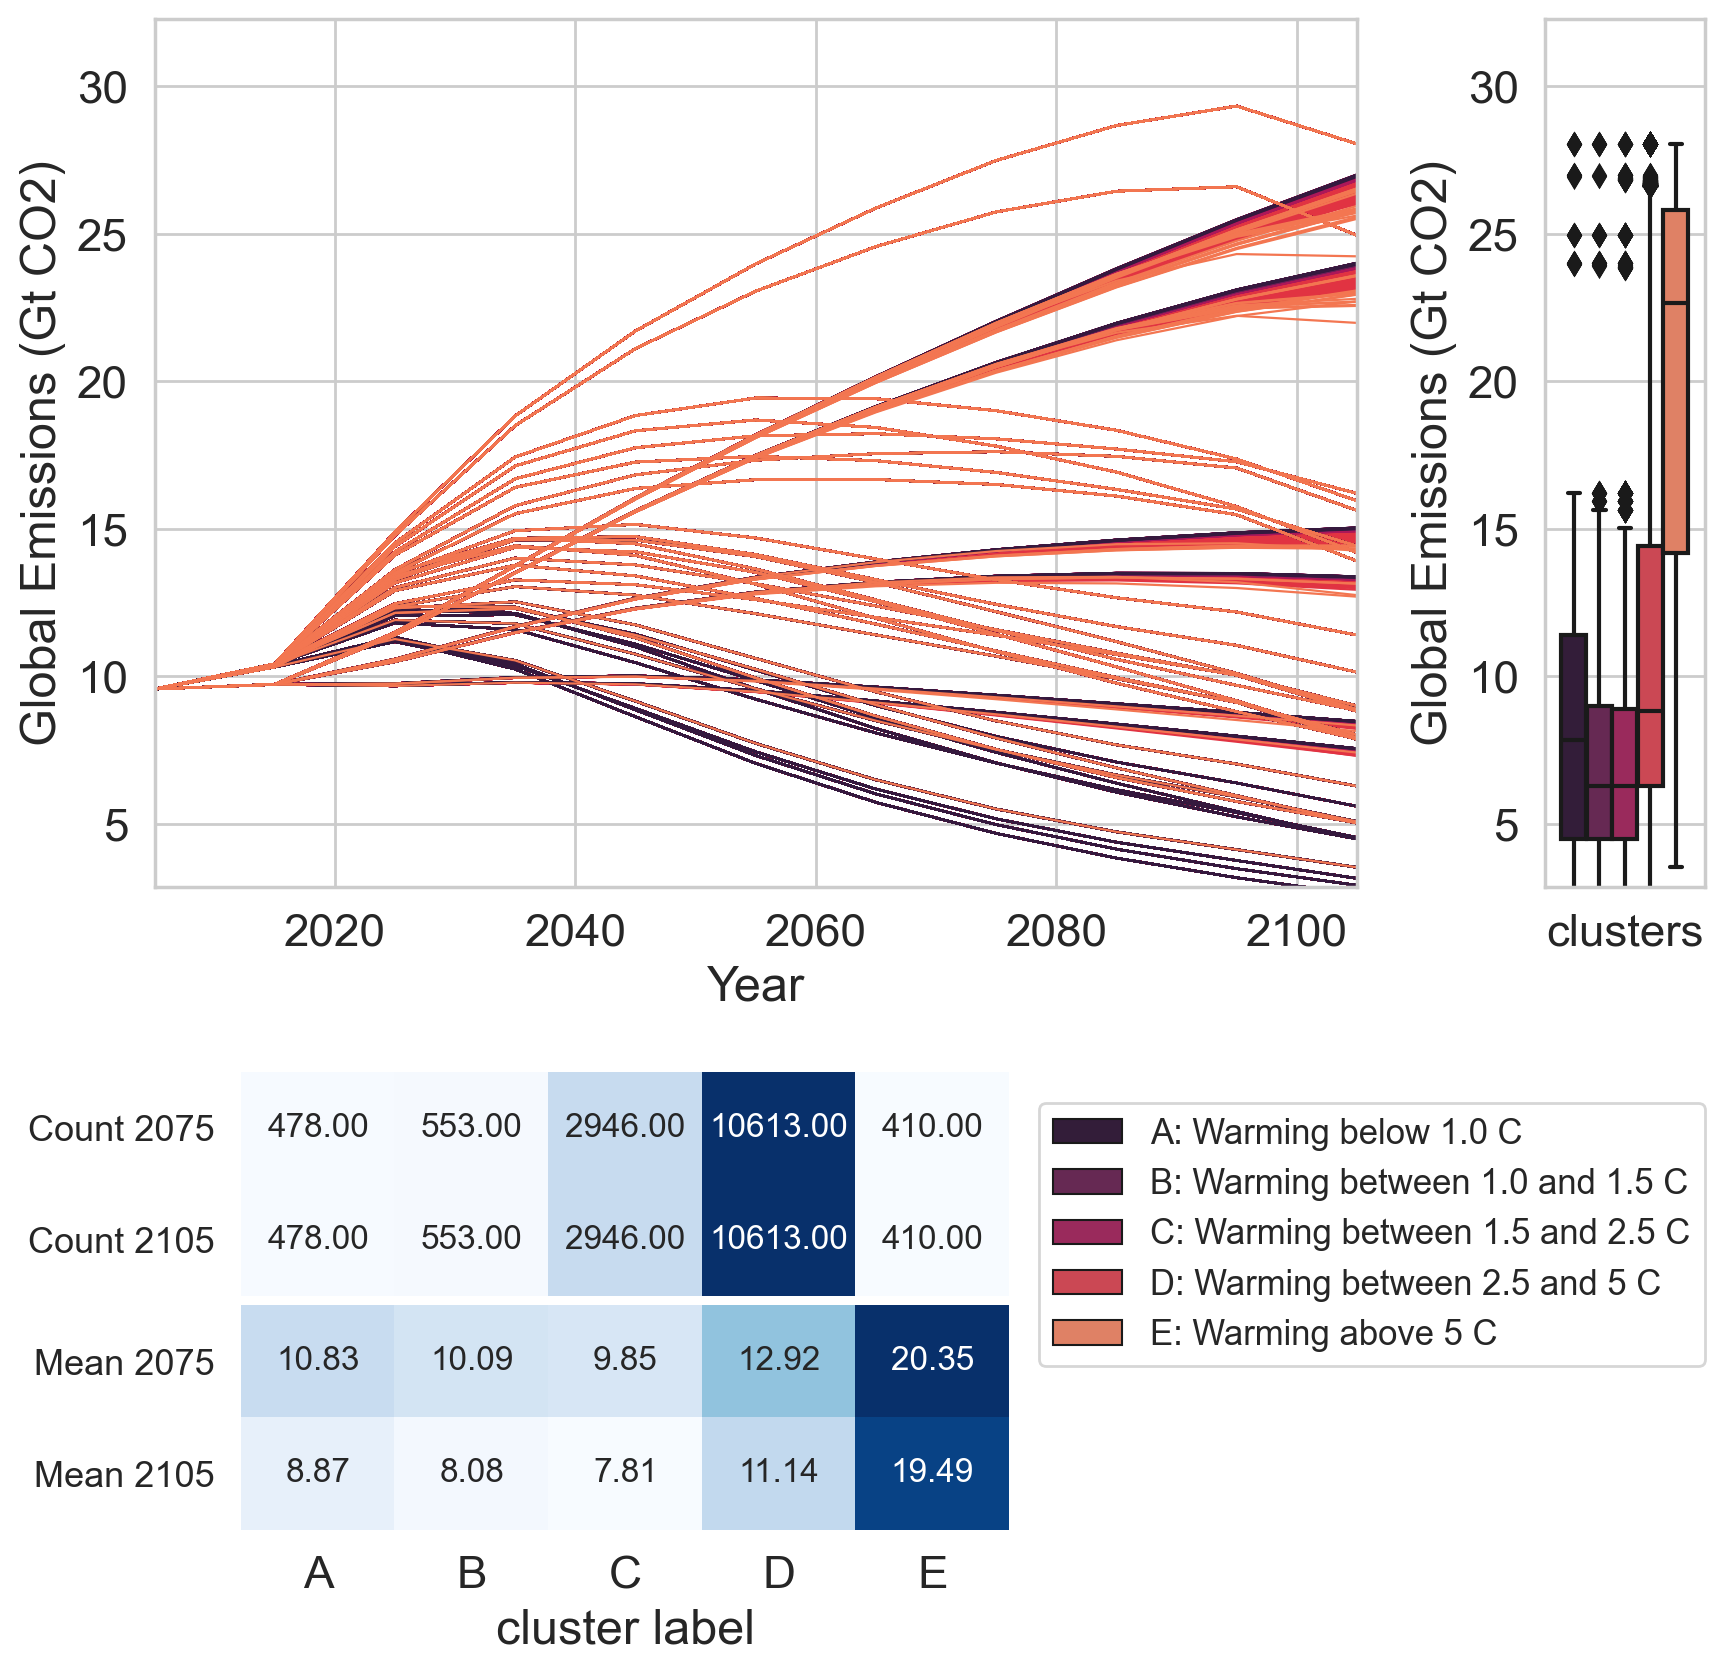 30
25
20
15
10
5
Global Emissions (Gt CO2)
2020 2040 2060 2080 2100
Year
30
25
20
15
10
5
Global Emissions (Gt CO2)
clusters
Count 2075 478.00 553.00 2946.00 10613.00 410.00
Count 2105 478.00 553.00 2946.00 10613.00 410.00
Mean 2075 10.83 10.09 9.85 12.92 20.35
Mean 2105 8.87 8.08 7.81 11.14 19.49
A B C D E
cluster label
A: Warming below 1.0 C
B: Warming between 1.0 and 1.5 C
C: Warming between 1.5 and 2.5 C
D: Warming between 2.5 and 5 C
E: Warming above 5 C